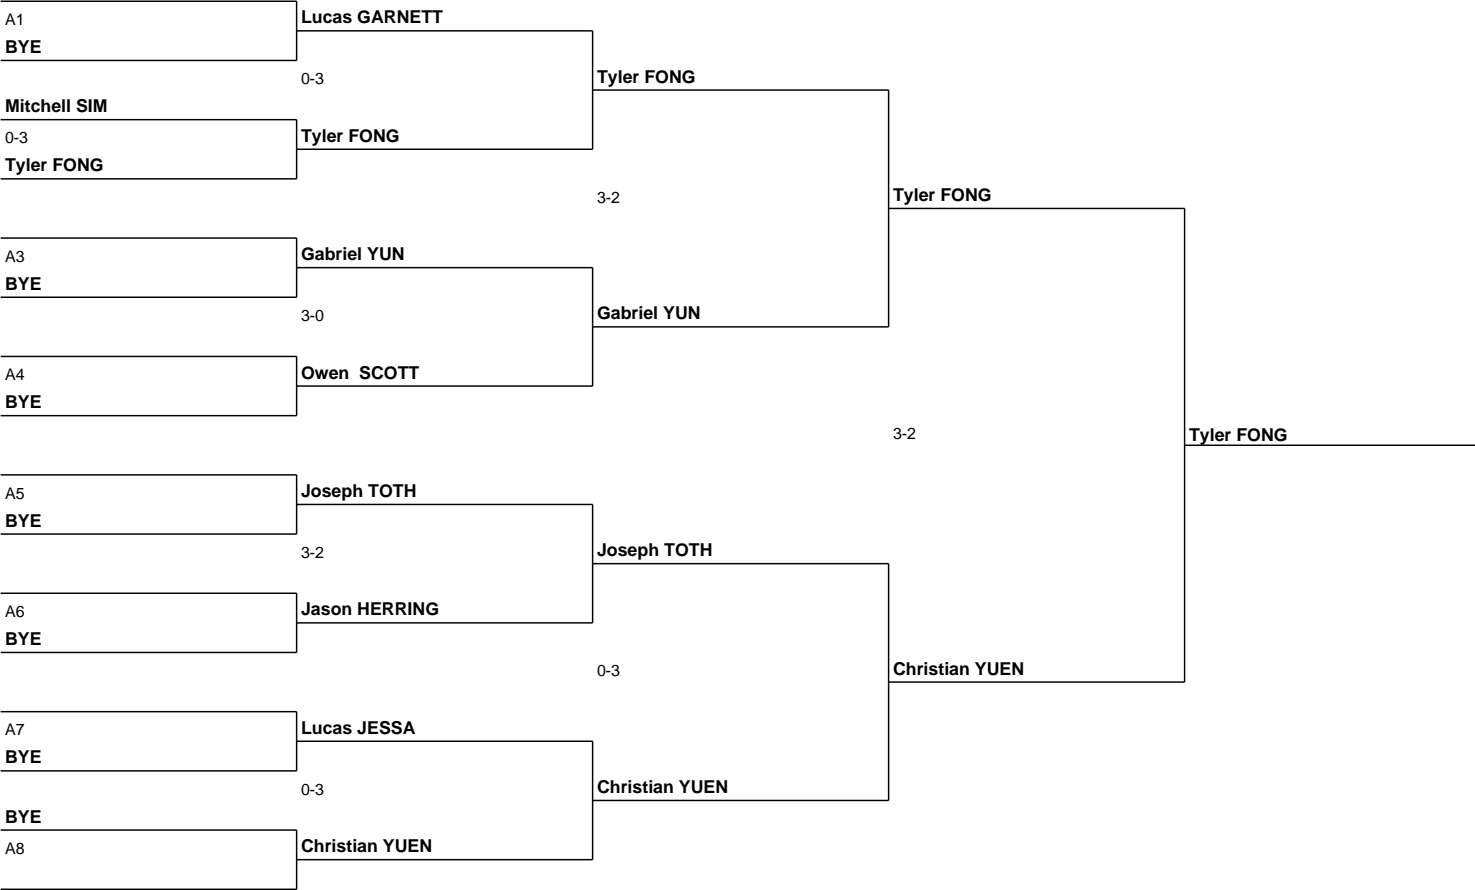 A1
BYE
Lucas GARNETT
0-3
Mitchell SIM
0-3
Tyler FONG
Tyler FONG
Tyler FONG
3-2
A3
BYE
Gabriel YUN
3-0
A4
BYE
Owen  SCOTT
Gabriel YUN
Tyler FONG
3-2
Tyler FONG
A5
BYE
Joseph TOTH
3-2
A6
BYE
Jason HERRING
Joseph TOTH
0-3
A7
BYE
Lucas JESSA
0-3
BYE
A8
Christian YUEN
Christian YUEN
Christian YUEN